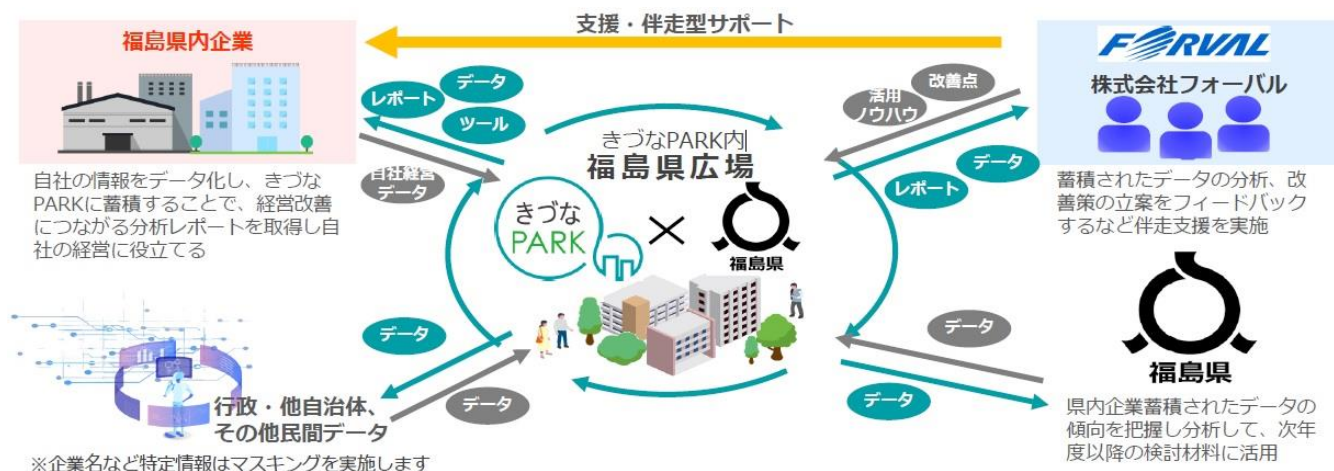 支援・伴走型サポート
福島県内企業
FORVAL
株式会社フォーバル
データ
レポート
ツール
自社経営
データ
改善点
活用
ノウハウ
データ
レポート
きづなPARK内
福島県広場
きづな
PARK
×
福島県
自社の情報をデータ化し、きづな
PARKに蓄積することで、経営改善
につながる分析レポートを取得し自
社の経営に役立てる
蓄積されたデータの分析、改
善策の立案をフィードバック
するなど伴走支援を実施
データ
データ
行政・他自治体、
その他民間データ
※企業名など特定情報はマスキングを実施します
データ
データ
福島県
県内企業蓄積されたデータの
傾向を把握し分析して、次年
度以降の検討材料に活用